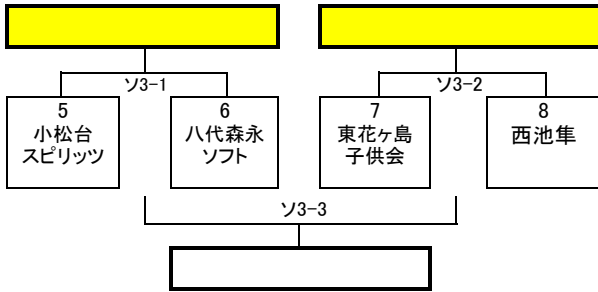 ソ3-1
ソ3-2
5
小松台
スピリッツ
6
八代森永
ソフト
7
東花ヶ島
子供会
8
西池隼
ソ3-3